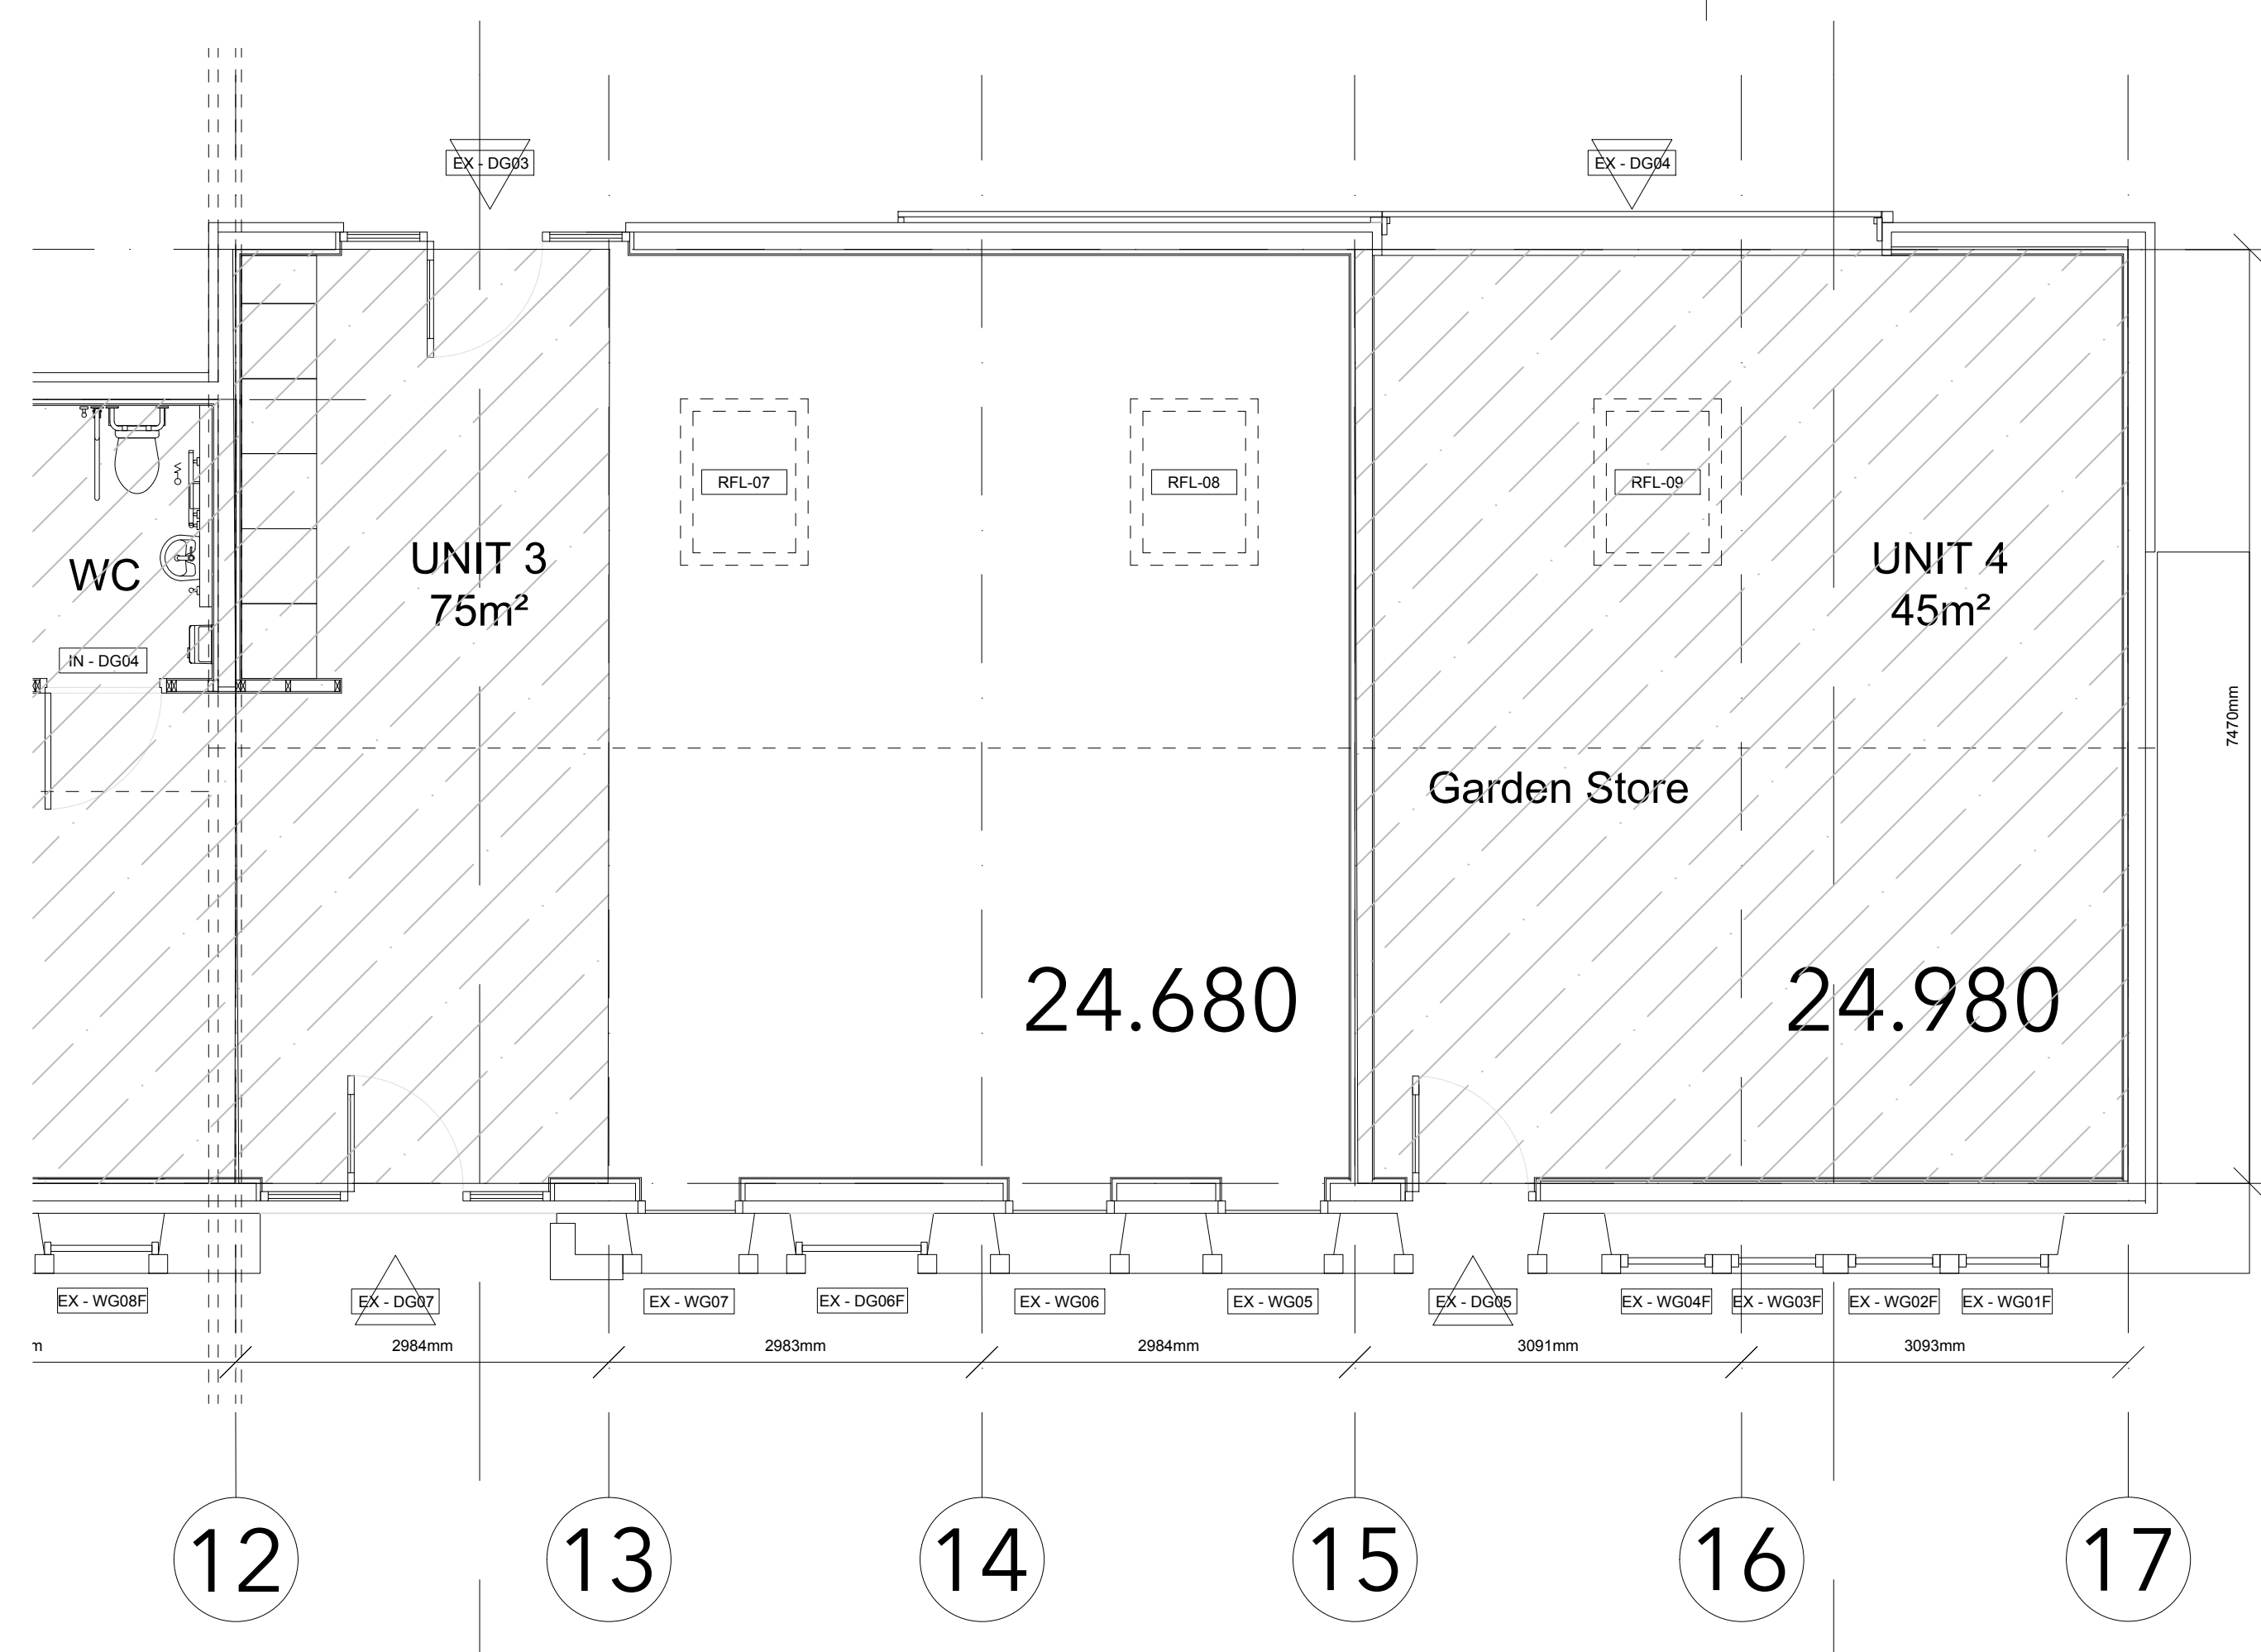 EX - DG03
EX - DG04
RFL-07
RFL-08
RFL-09
WC
UNIT 3
75m²
UNIT 4
45m²
IN - DG04
7470mm
Garden Store
24.680
24.980
EX - WG08F
EX - DG07
EX - WG07
EX - DG06F
EX - WG06
EX - WG05
EX - DG05
EX - WG04F
EX - WG03F
EX - WG02F
EX - WG01F
m
2984mm
2983mm
2984mm
3091mm
3093mm
12
13
14
15
16
17